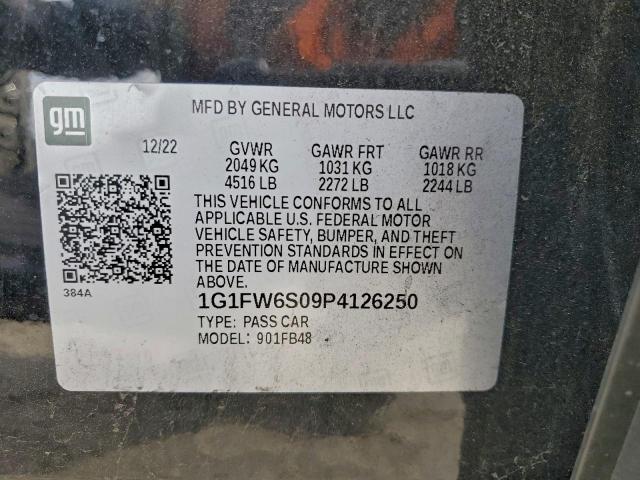 gm
MFD BY GENERAL MOTORS LLC
12/22 GVWR GAWR FRT GAWR RR
2049 KG 1031 KG 1018 KG
4516 LB 2272 LB 2244 LB
THIS VEHICLE CONFORMS TO ALL
APPLICABLE U.S. FEDERAL MOTOR
VEHICLE SAFETY, BUMPER, AND THEFT
PREVENTION STANDARDS IN EFFECT ON
THE DATE OF MANUFACTURE SHOWN
ABOVE.
384A
1G1FW6S09P4126250
TYPE: PASS CAR
MODEL: 901FB48